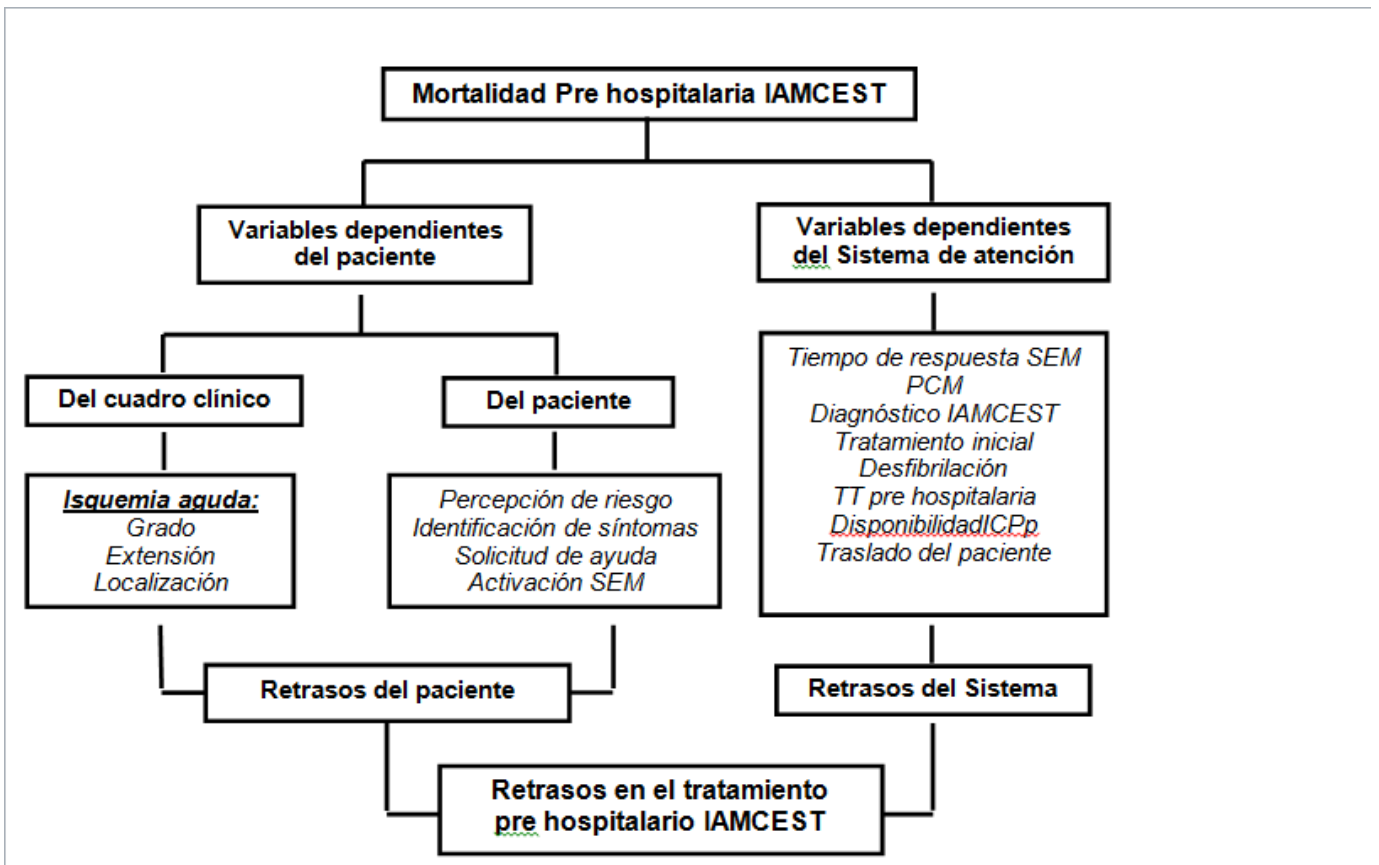 Mortalidad Pre hospitalaria IAMCEST
Variables dependientes
del paciente
Variables dependientes
del Sistema de atención
Del cuadro clínico
Del paciente
Isquemia aguda:
Grado
Extensión
Localización
Percepción de riesgo
Identificación de síntomas
Solicitud de ayuda
Activación SEM
Tiempo de respuesta SEM
PCM
Diagnóstico IAMCEST
Tratamiento inicial
Desfibrilación
TT pre hospitalaria
DisponibilidadICPp
Traslado del paciente
Retrasos del paciente
Retrasos del Sistema
Retrasos en el tratamiento
pre hospitalario IAMCEST